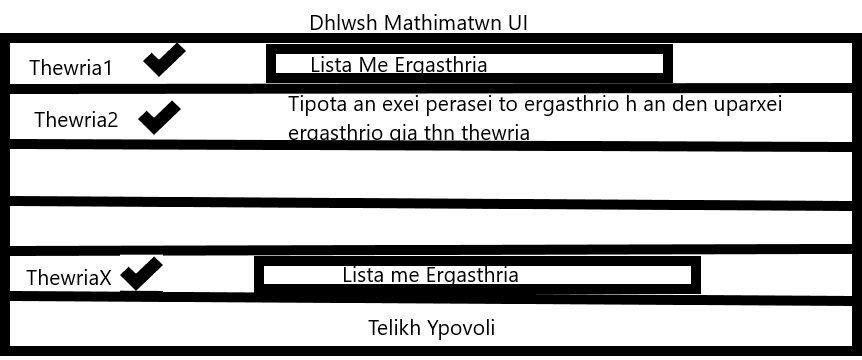 Dhlwsh Mathimatwn UI
Thewria1 Lista Me Ergasthria
Thewria2 Tipota an exei perasei to ergasthrio h an den uparxei
ergasthrio gia thn thewria
ThewriaX Lista me Ergasthria
Telikh Ypovoli